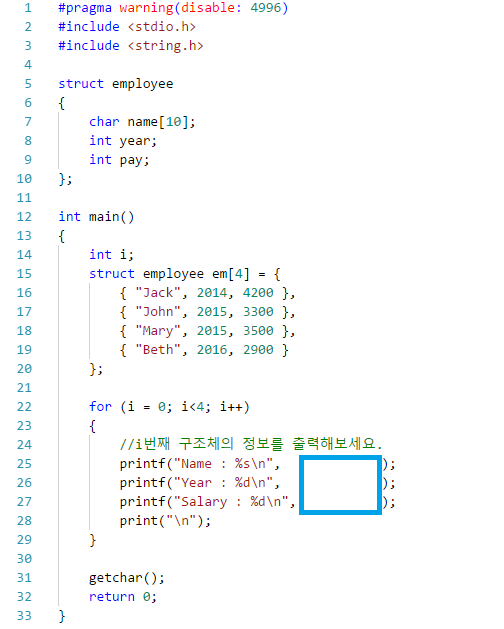 1 #pragma warning(disable: 4996)
2 #include <stdio.h>
3 #include <string.h>
4
5 struct employee
6 {
7 char name[10];
8 int year;
9 int pay;
10 };
11
12 int main()
13 {
14 int i;
15 struct employee em[4] = {
16 { "Jack", 2014, 4200 },
17 { "John", 2015, 3300 },
18 { "Mary", 2015, 3500 },
19 { "Beth", 2016, 2900 }
20 };
21
22 for (i = 0; i<4; i++)
23 {
24 //i번째 구조체의 정보를 출력해보세요.
25 printf("Name : %s\n", );
26 printf("Year : %d\n", );
27 printf("Salary : %d\n", );
28 print("\n");
29 }
30
31 getchar();
32 return 0;
33 }